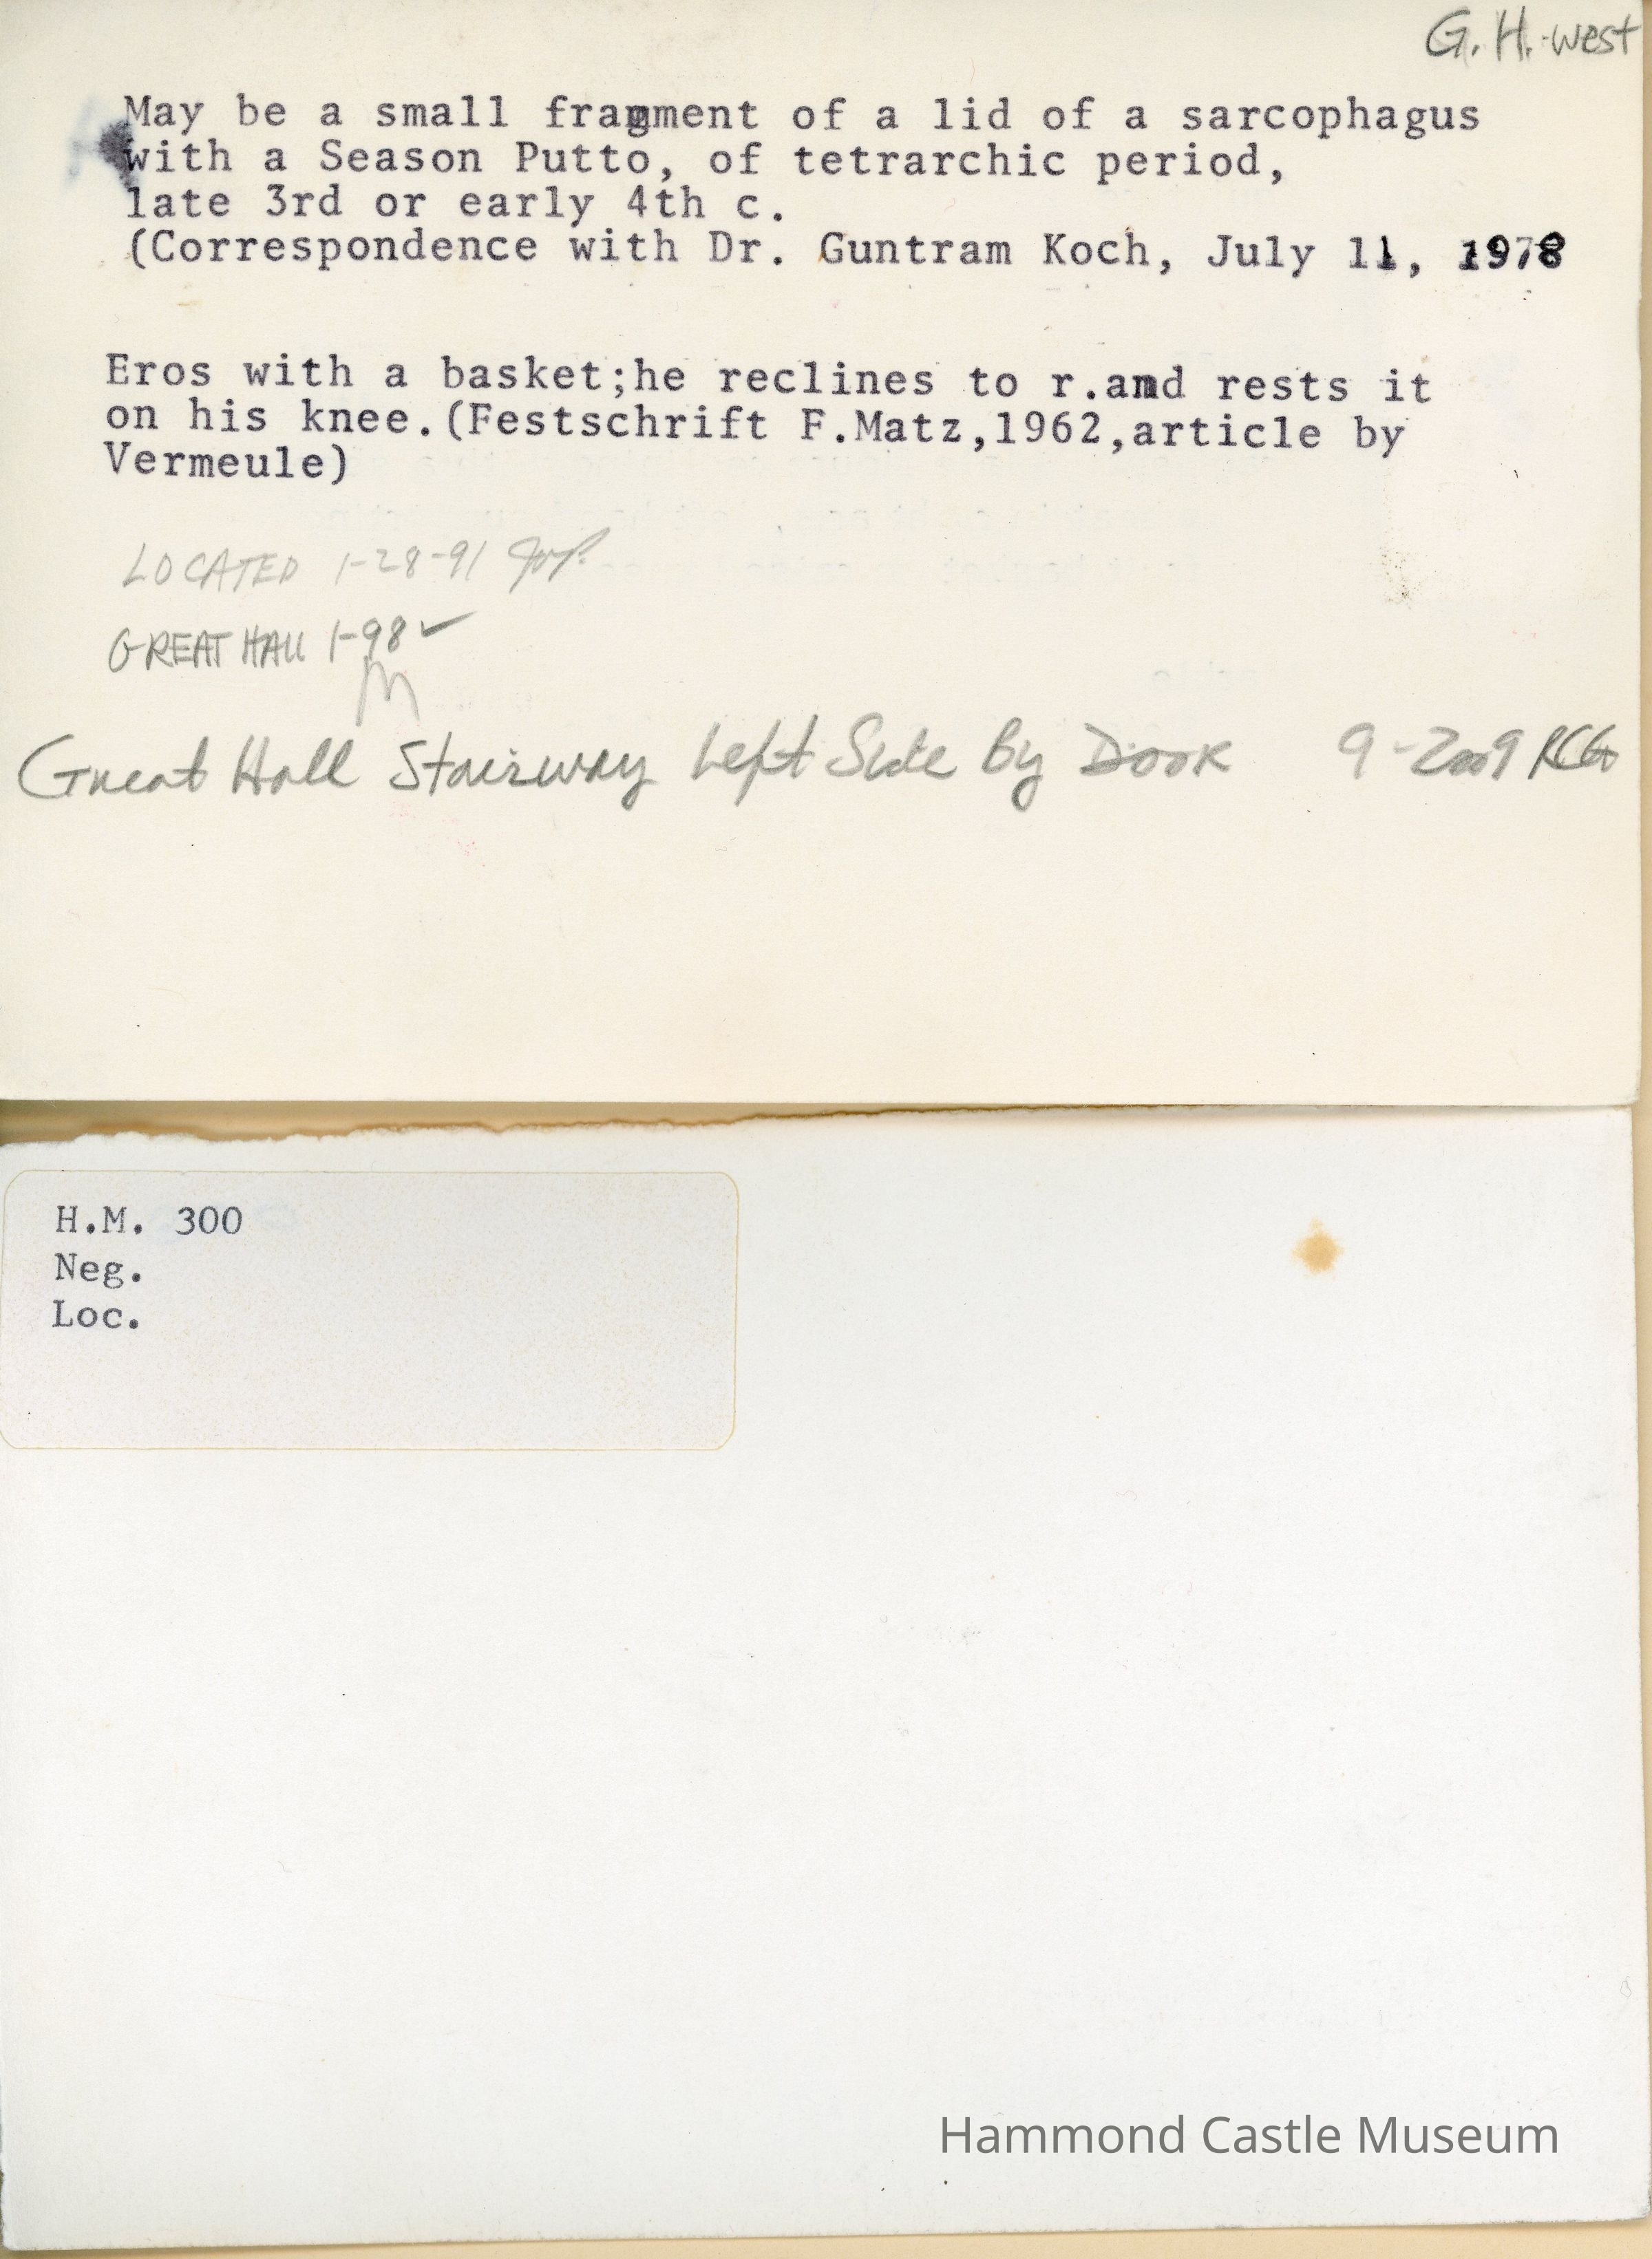 G. H. west
May be a small fragment of a lid of a sarcophagus
with a Season Putto, of tetrarchic period,
late 3rd or early 4th c.
(Correspondence with Dr. Guntram Koch, July 11, 1978
Eros with a basket;he reclines to r.and rests it
on his knee.(Festschrift F.Matz,1962,article by
Vermeule)
LOCATED 1-28-91
GREAT HALL 1-98 ✓
M
Great Hall Stairway Left Side By Door 9-2009 RCG
H.M. 300
Neg.
Loc.
Hammond Castle Museum